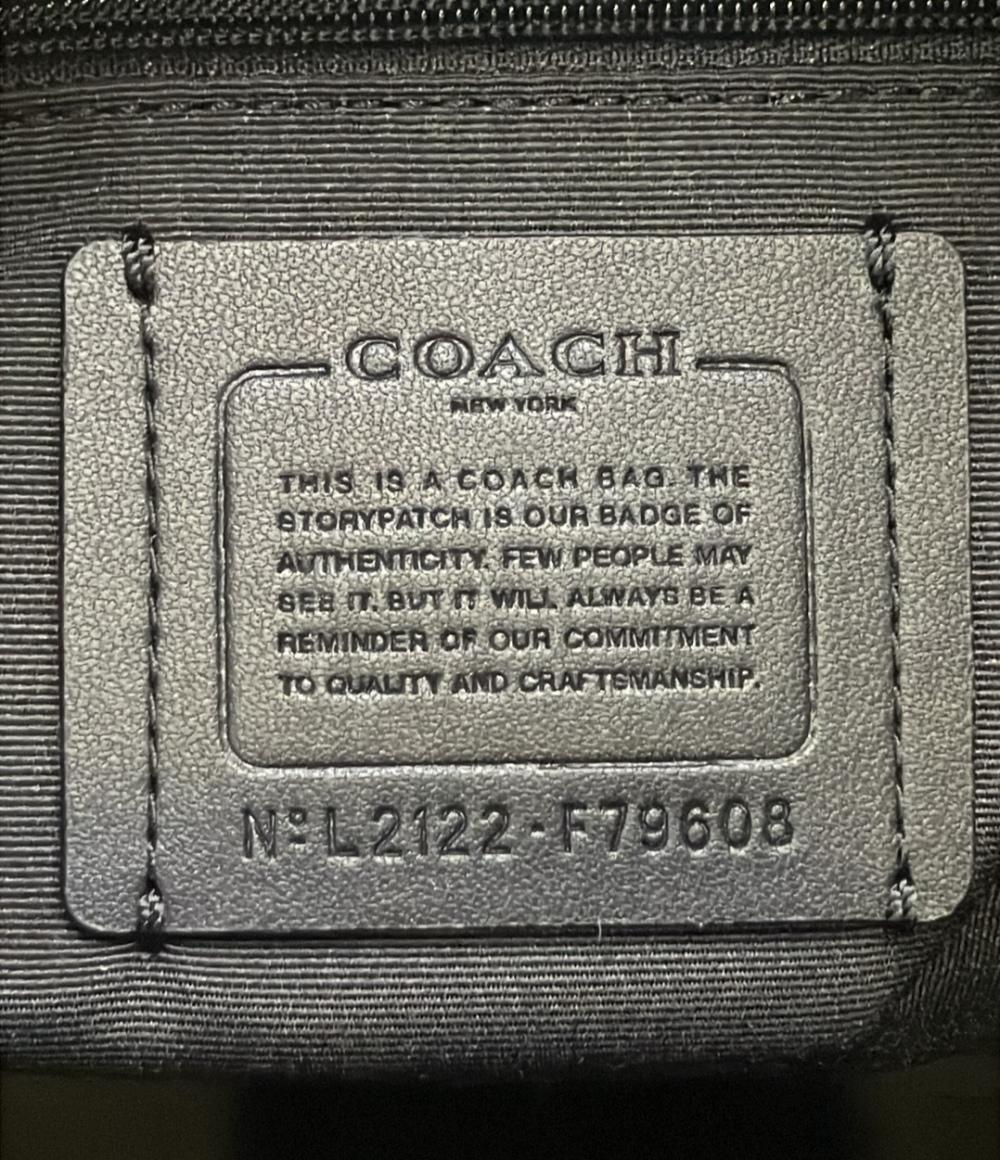 COACH
NEW YORK
THIS IS A COACH BAG. THE
STORYPATCH IS OUR BADGE OF
AUTHENTICITY. FEW PEOPLE MAY
SEE IT. BUT IT WILL ALWAYS BE A
REMINDER OF OUR COMMITMENT
TO QUALITY AND CRAFTSMANSHIP.
Nº L2122-F79608